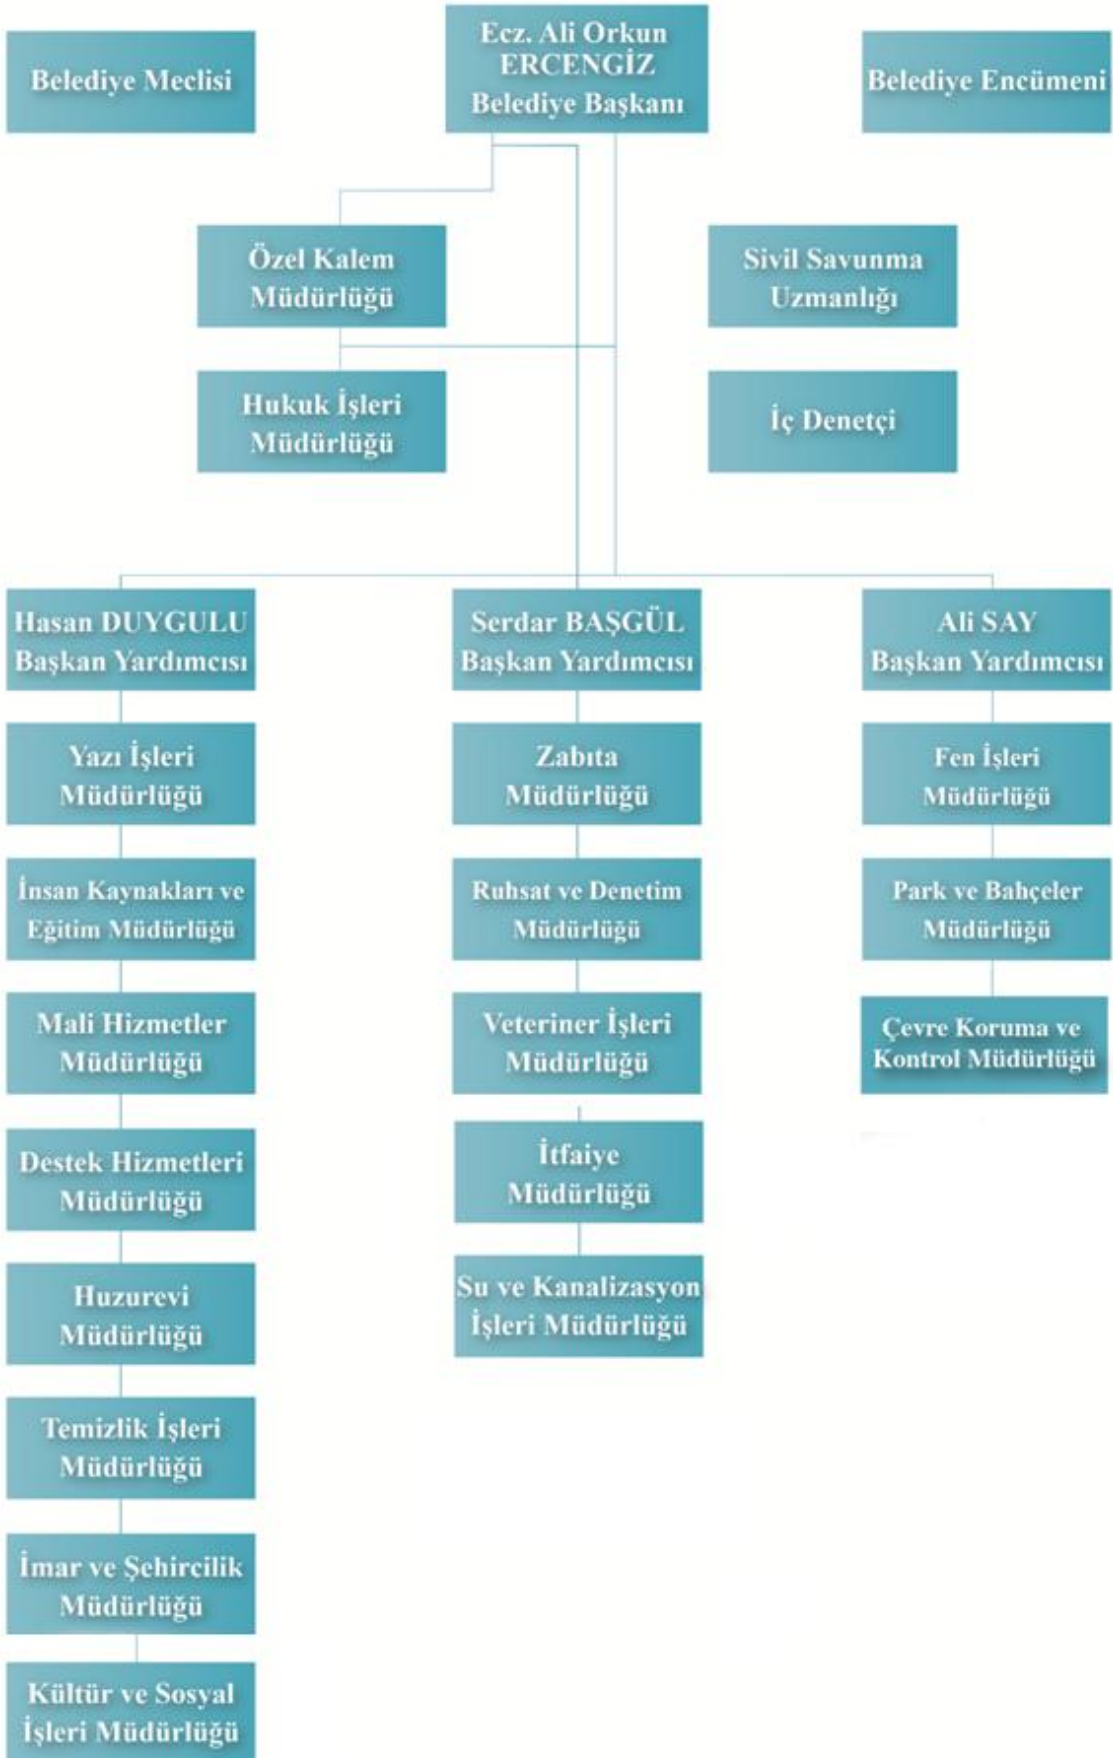 Belediye Meclisi
Ecz. Ali Orkun
ERCENGİZ
Belediye Başkanı
Belediye Encümeni
Özel Kalem
Müdürlüğü
Sivil Savunma
Uzmanlığı
Hukuk İşleri
Müdürlüğü
İç Denetçi
Hasan DUYGULU
Başkan Yardımcısı
Yazı İşleri
Müdürlüğü
İnsan Kaynakları ve
Eğitim Müdürlüğü
Mali Hizmetler
Müdürlüğü
Destek Hizmetleri
Müdürlüğü
Huzurevi
Müdürlüğü
Temizlik İşleri
Müdürlüğü
İmar ve Şehircilik
Müdürlüğü
Kültür ve Sosyal
İşleri Müdürlüğü
Serdar BAŞGÜL
Başkan Yardımcısı
Zabıta
Müdürlüğü
Ruhsat ve Denetim
Müdürlüğü
Veteriner İşleri
Müdürlüğü
İtfaiye
Müdürlüğü
Su ve Kanalizasyon
İşleri Müdürlüğü
Ali SAY
Başkan Yardımcısı
Fen İşleri
Müdürlüğü
Park ve Bahçeler
Müdürlüğü
Çevre Koruma ve
Kontrol Müdürlüğü